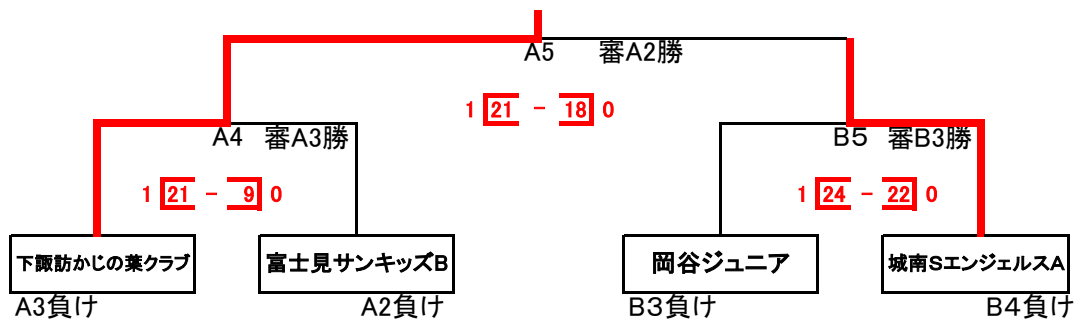 A5 審A2勝
1 21 - 18 0
A4 審A3勝
B5 審B3勝
1 21 - 9 0
1 24 - 22 0
下諏訪かじの葉クラブ
富士見サンキッズB
岡谷ジュニア
城南SエンジェルスA
A3負け
A2負け
B3負け
B4負け